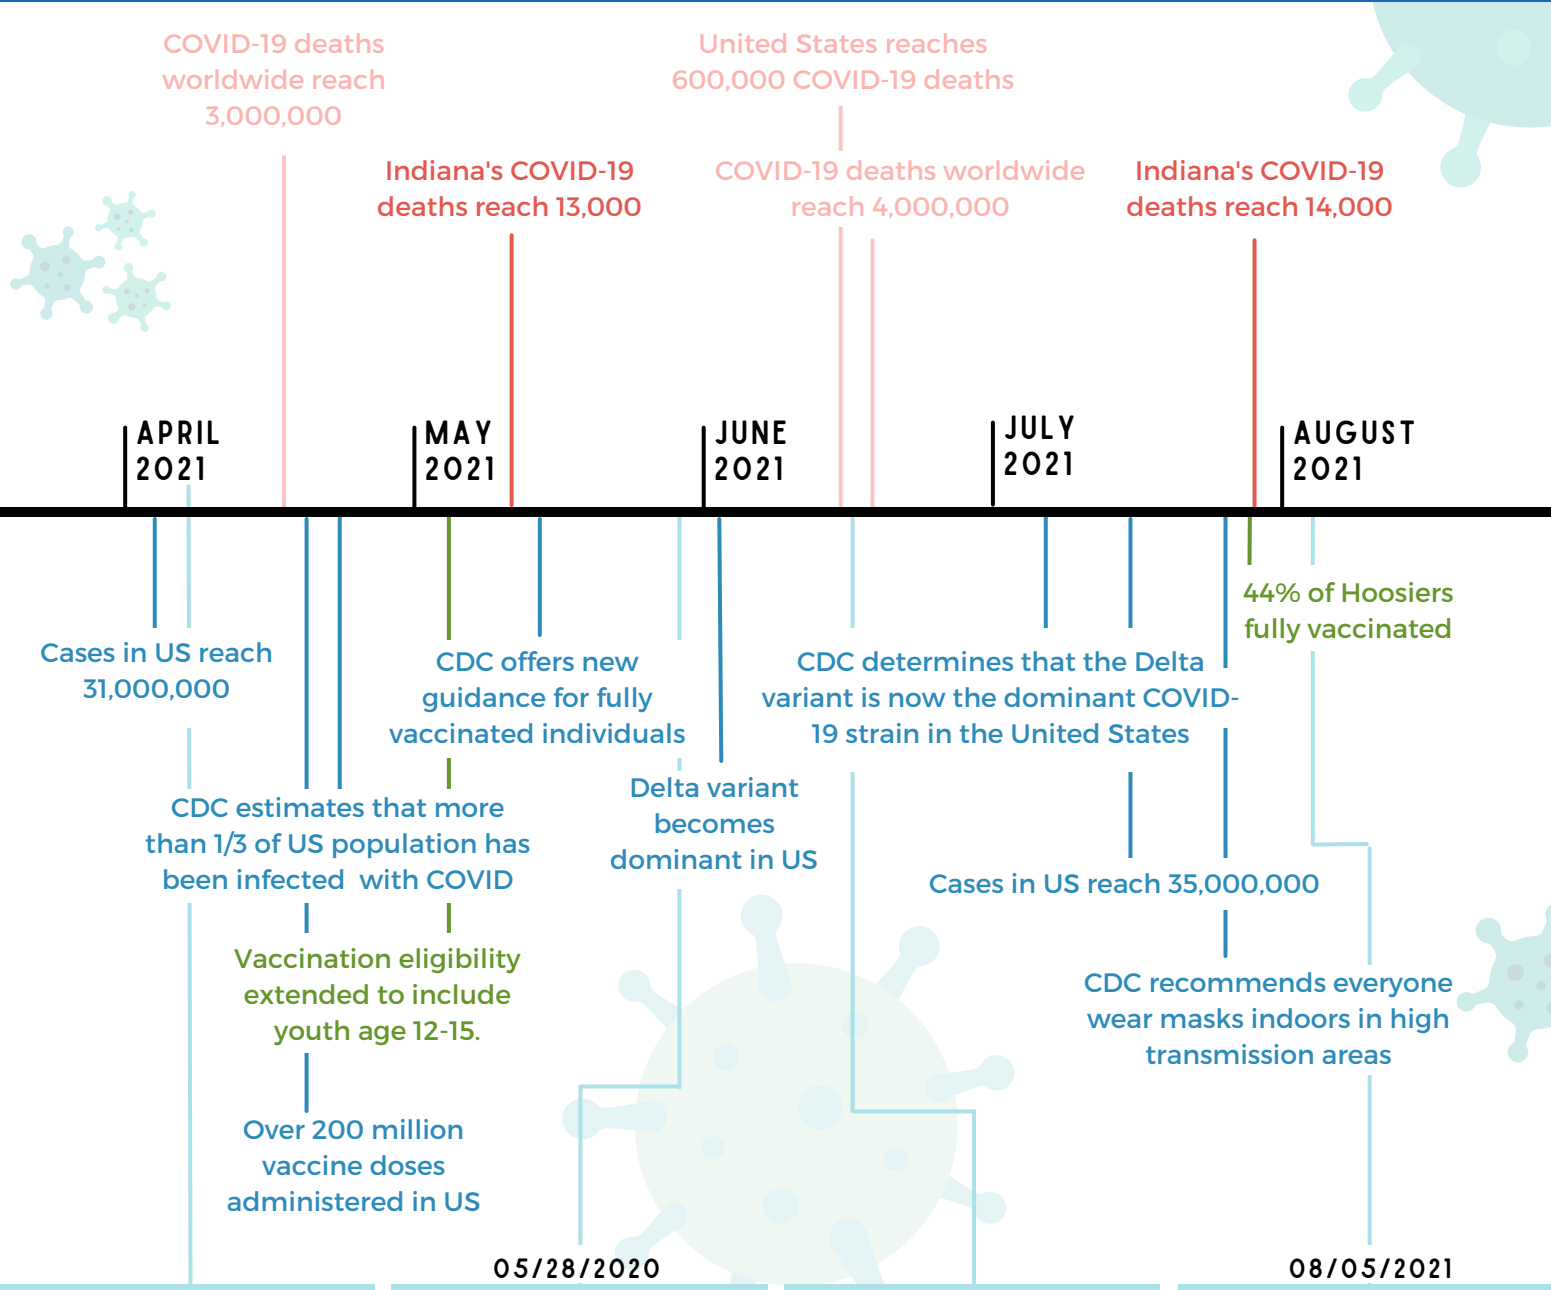 COVID-19 deaths
worldwide reach
3,000,000
United States reaches
600,000 COVID-19 deaths
Indiana's COVID-19
deaths reach 13,000
COVID-19 deaths worldwide
reach 4,000,000
Indiana's COVID-19
deaths reach 14,000
APRIL
2021
MAY
2021
JUNE
2021
JULY
2021
AUGUST
2021
44% of Hoosiers
fully vaccinated
Cases in US reach
31,000,000
CDC offers new
guidance for fully
vaccinated individuals
CDC determines that the Delta
variant is now the dominant COVID-
19 strain in the United States
Delta variant
becomes
dominant in US
CDC estimates that more
than 1/3 of US population has
been infected  with COVID
Cases in US reach 35,000,000
Vaccination eligibility
extended to include
youth age 12-15.
CDC recommends everyone
wear masks indoors in high
transmission areas
Over 200 million
vaccine doses
administered in US
05/28/2020
08/05/2021